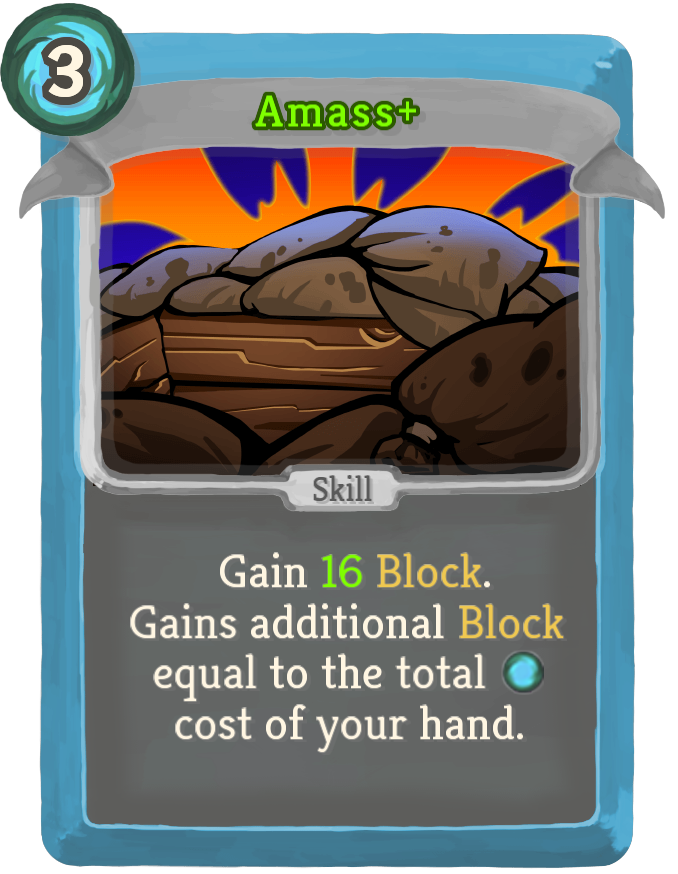 3
Amass+
Skill
Gain 16 Block.
Gains additional Block
equal to the total
cost of your hand.